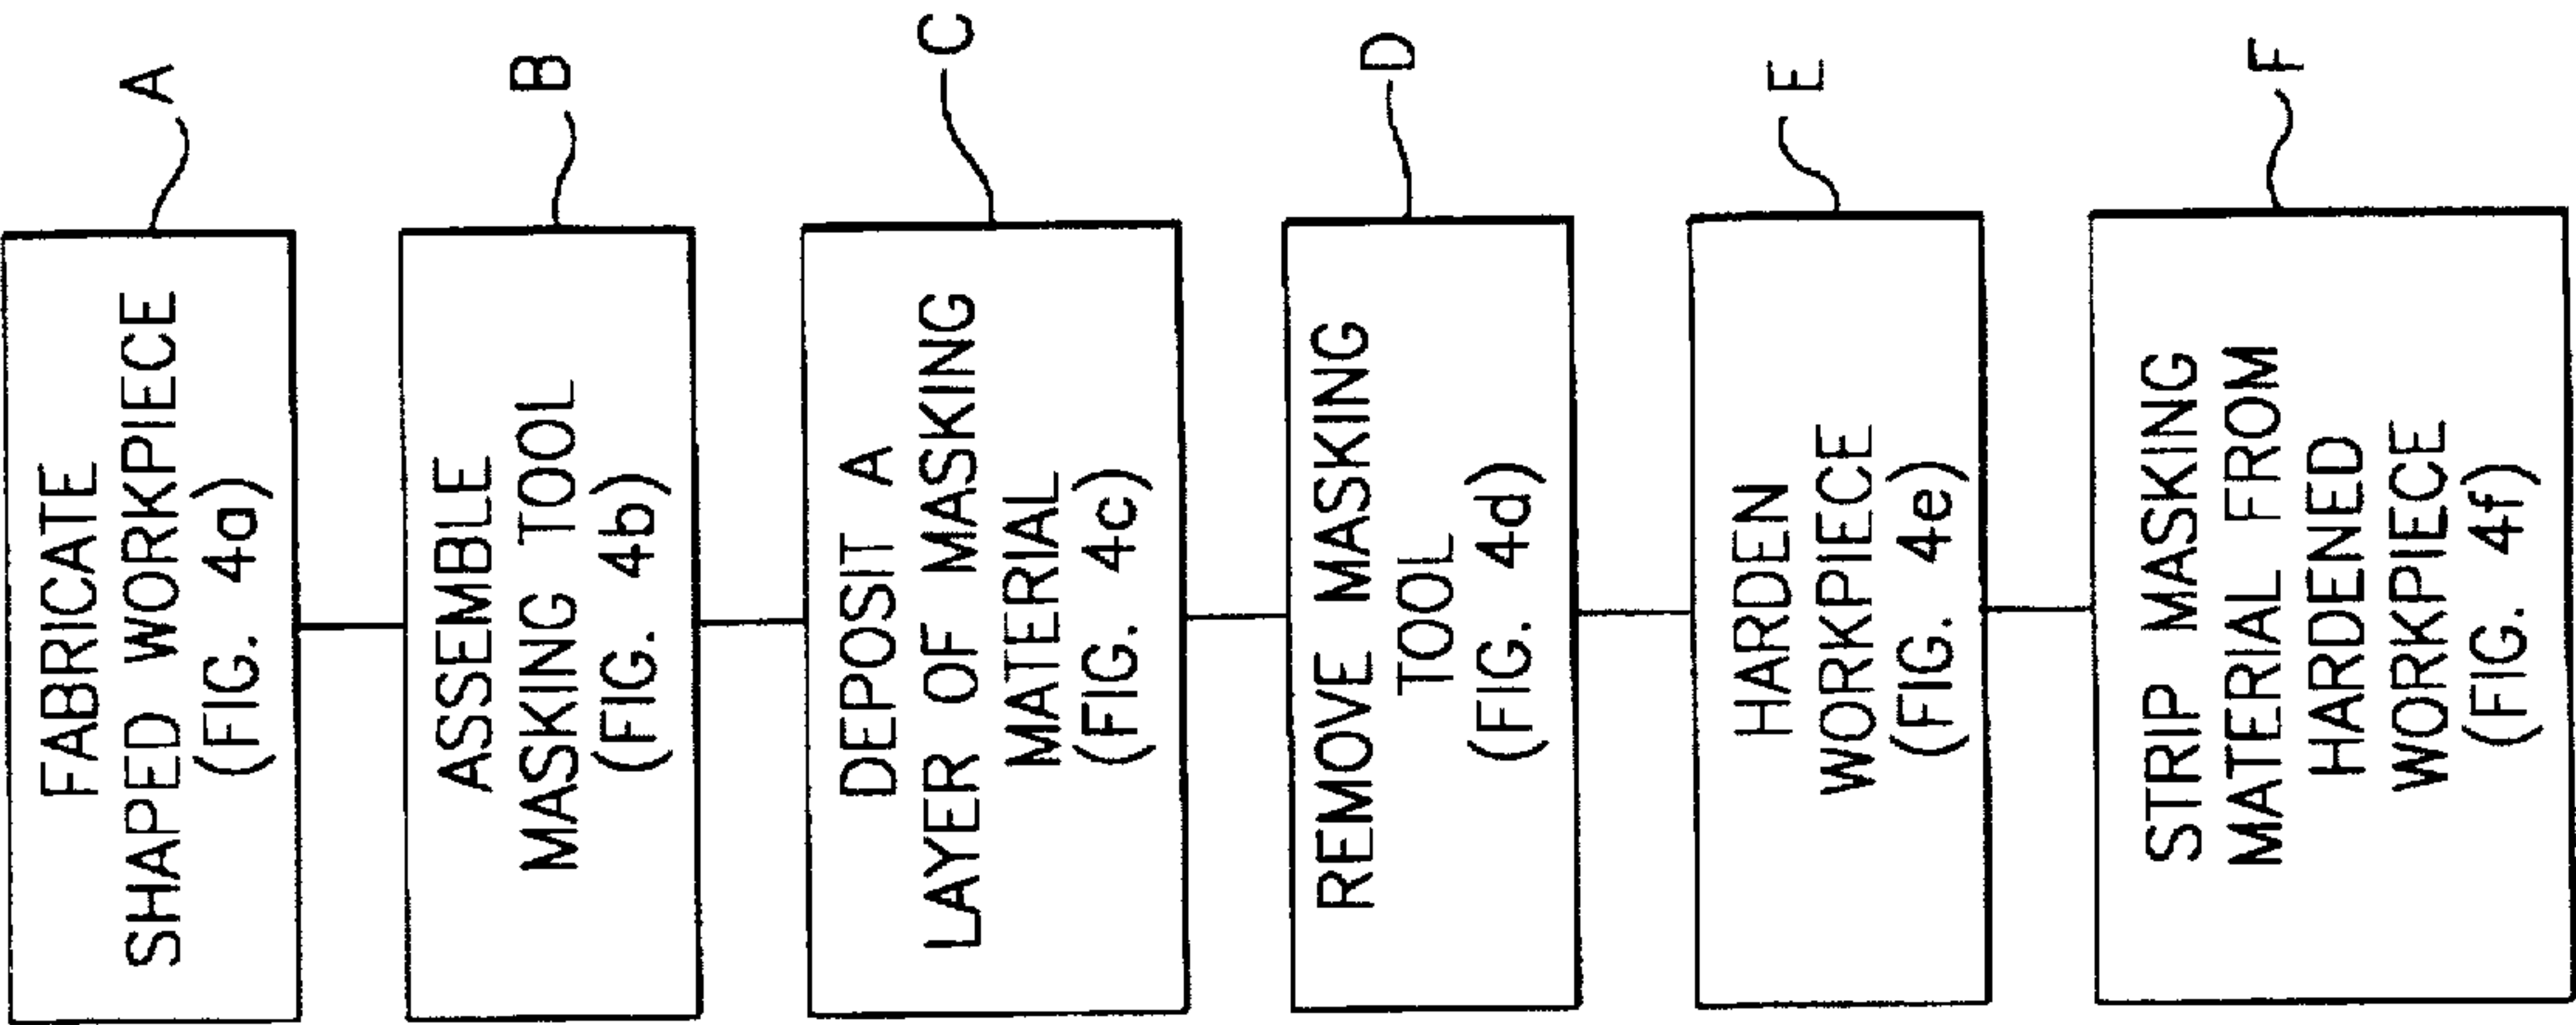 FABRICATE
SHAPED WORKPIECE
(FIG. 4a)
A
ASSEMBLE
MASKING TOOL
(FIG. 4b)
B
DEPOSIT A
LAYER OF MASKING
MATERIAL
(FIG. 4c)
C
REMOVE MASKING
TOOL
(FIG. 4d)
D
HARDEN
WORKPIECE
(FIG. 4e)
E
STRIP MASKING
MATERIAL FROM
HARDENED
WORKPIECE
(FIG. 4f)
F